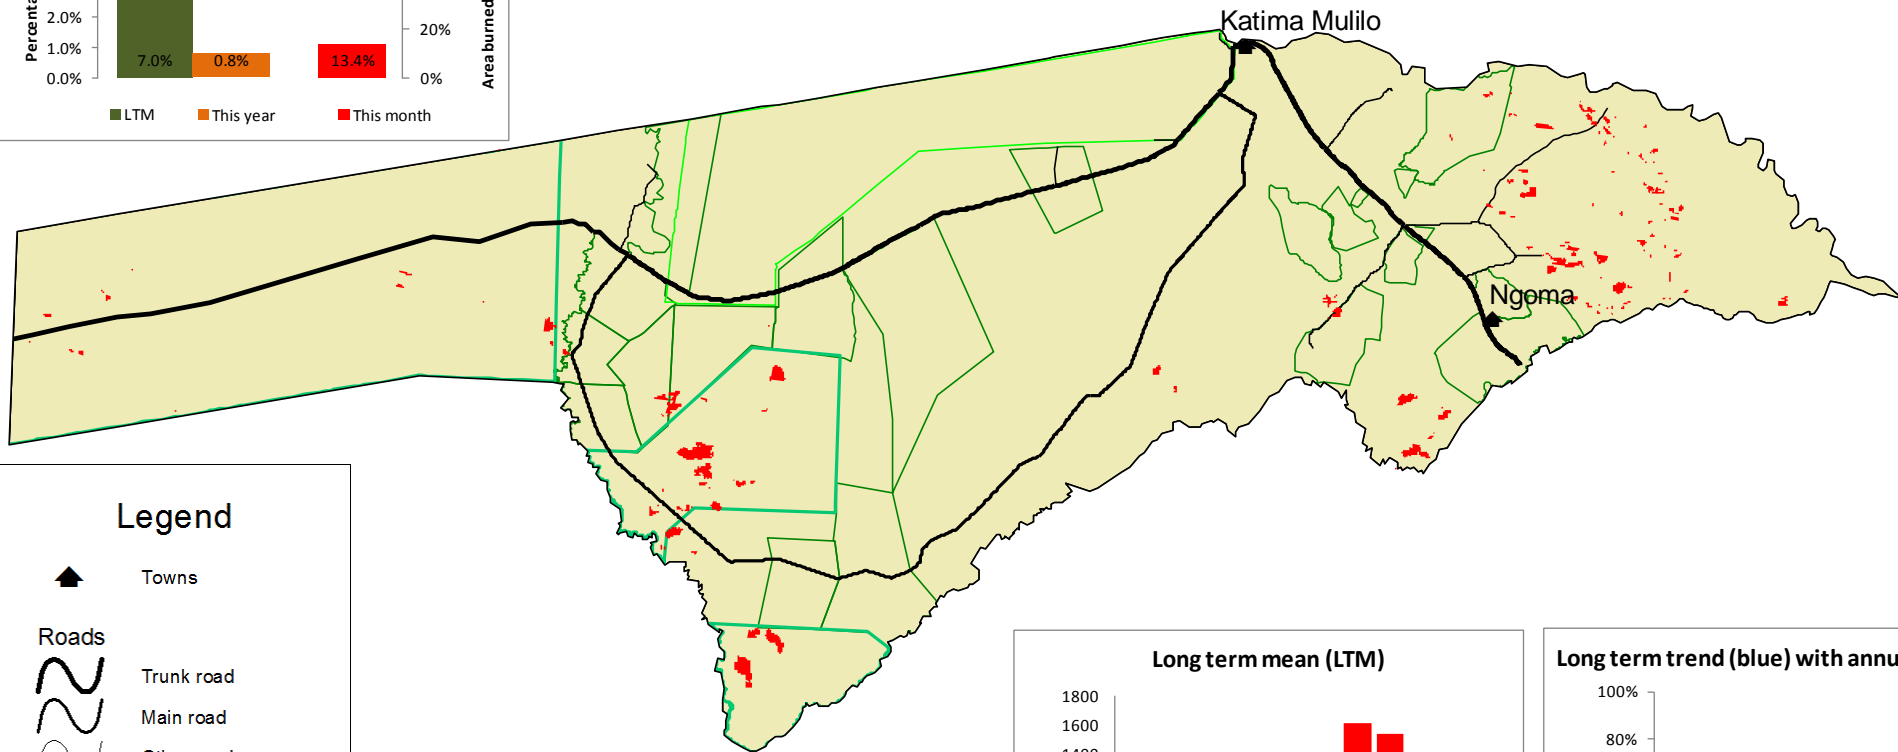 Percenta
2.0%
1.0%
0.0%
7.0%
0.8%
13.4%
20%
0%
Area burned
LTM
This year
This month
Katima Mulilo
Ngoma
Legend
Towns
Roads
Trunk road
Main road
Long term mean (LTM)
1800
1600
Long term trend (blue) with annu
100%
80%